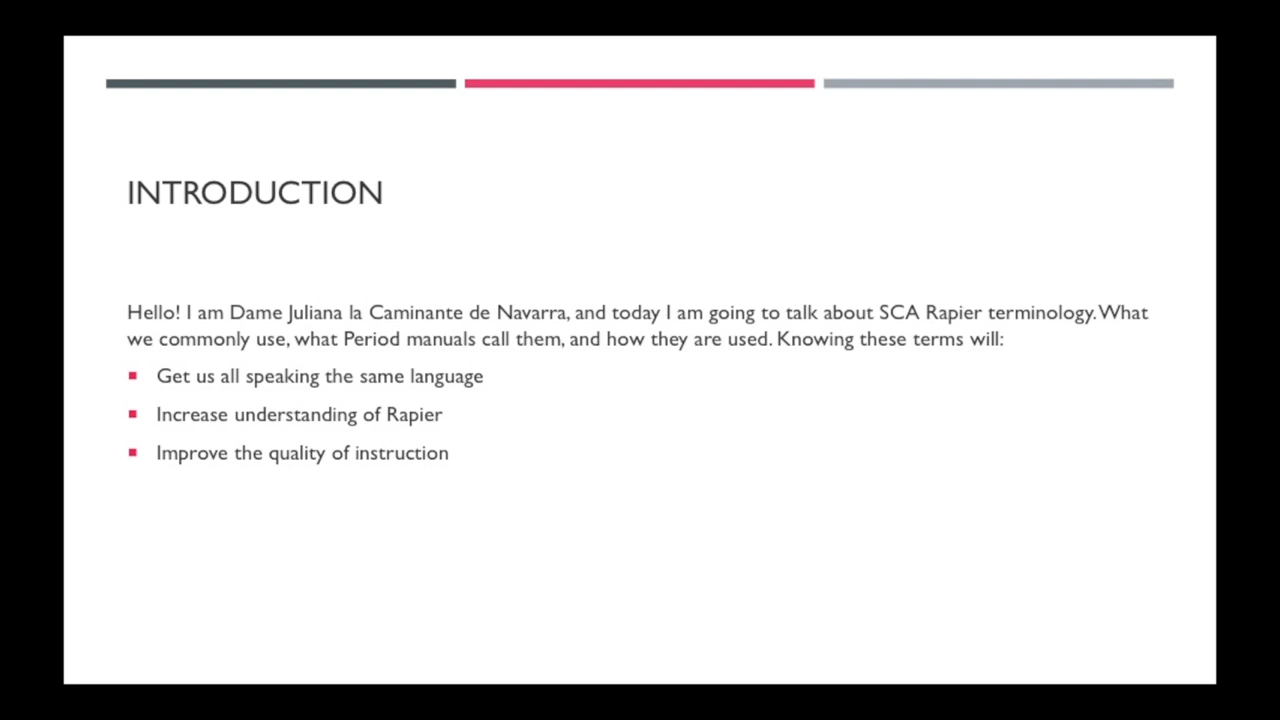 INTRODUCTION
Hello! I am Dame Juliana la Caminante de Navarra, and today I am going to talk about SCA Rapier terminology. What
we commonly use, what Period manuals call them, and how they are used. Knowing these terms will:
Get us all speaking the same language
Increase understanding of Rapier
Improve the quality of instruction